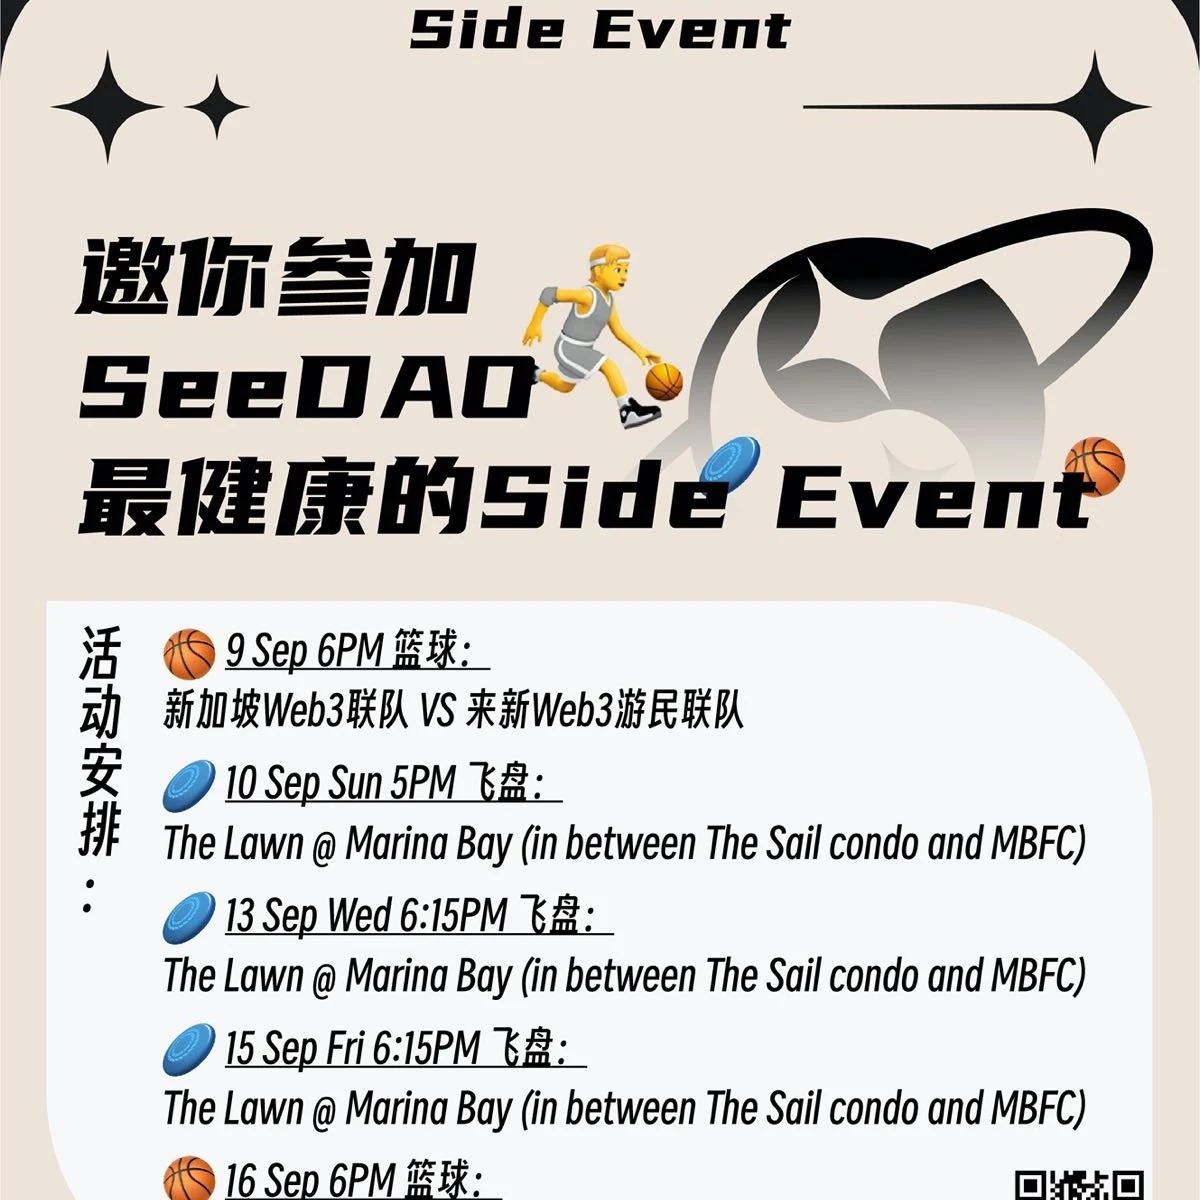 Side Event
邀你参加
SeeDAO
最健康的Side Event
活动安排：
9 Sep 6PM 篮球：
新加坡Web3联队 VS 来新Web3游民联队
10 Sep Sun 5PM 飞盘：
The Lawn @ Marina Bay (in between The Sail condo and MBFC)
13 Sep Wed 6:15PM 飞盘：
The Lawn @ Marina Bay (in between The Sail condo and MBFC)
15 Sep Fri 6:15PM 飞盘：
The Lawn @ Marina Bay (in between The Sail condo and MBFC)
16 Sep 6PM 篮球：